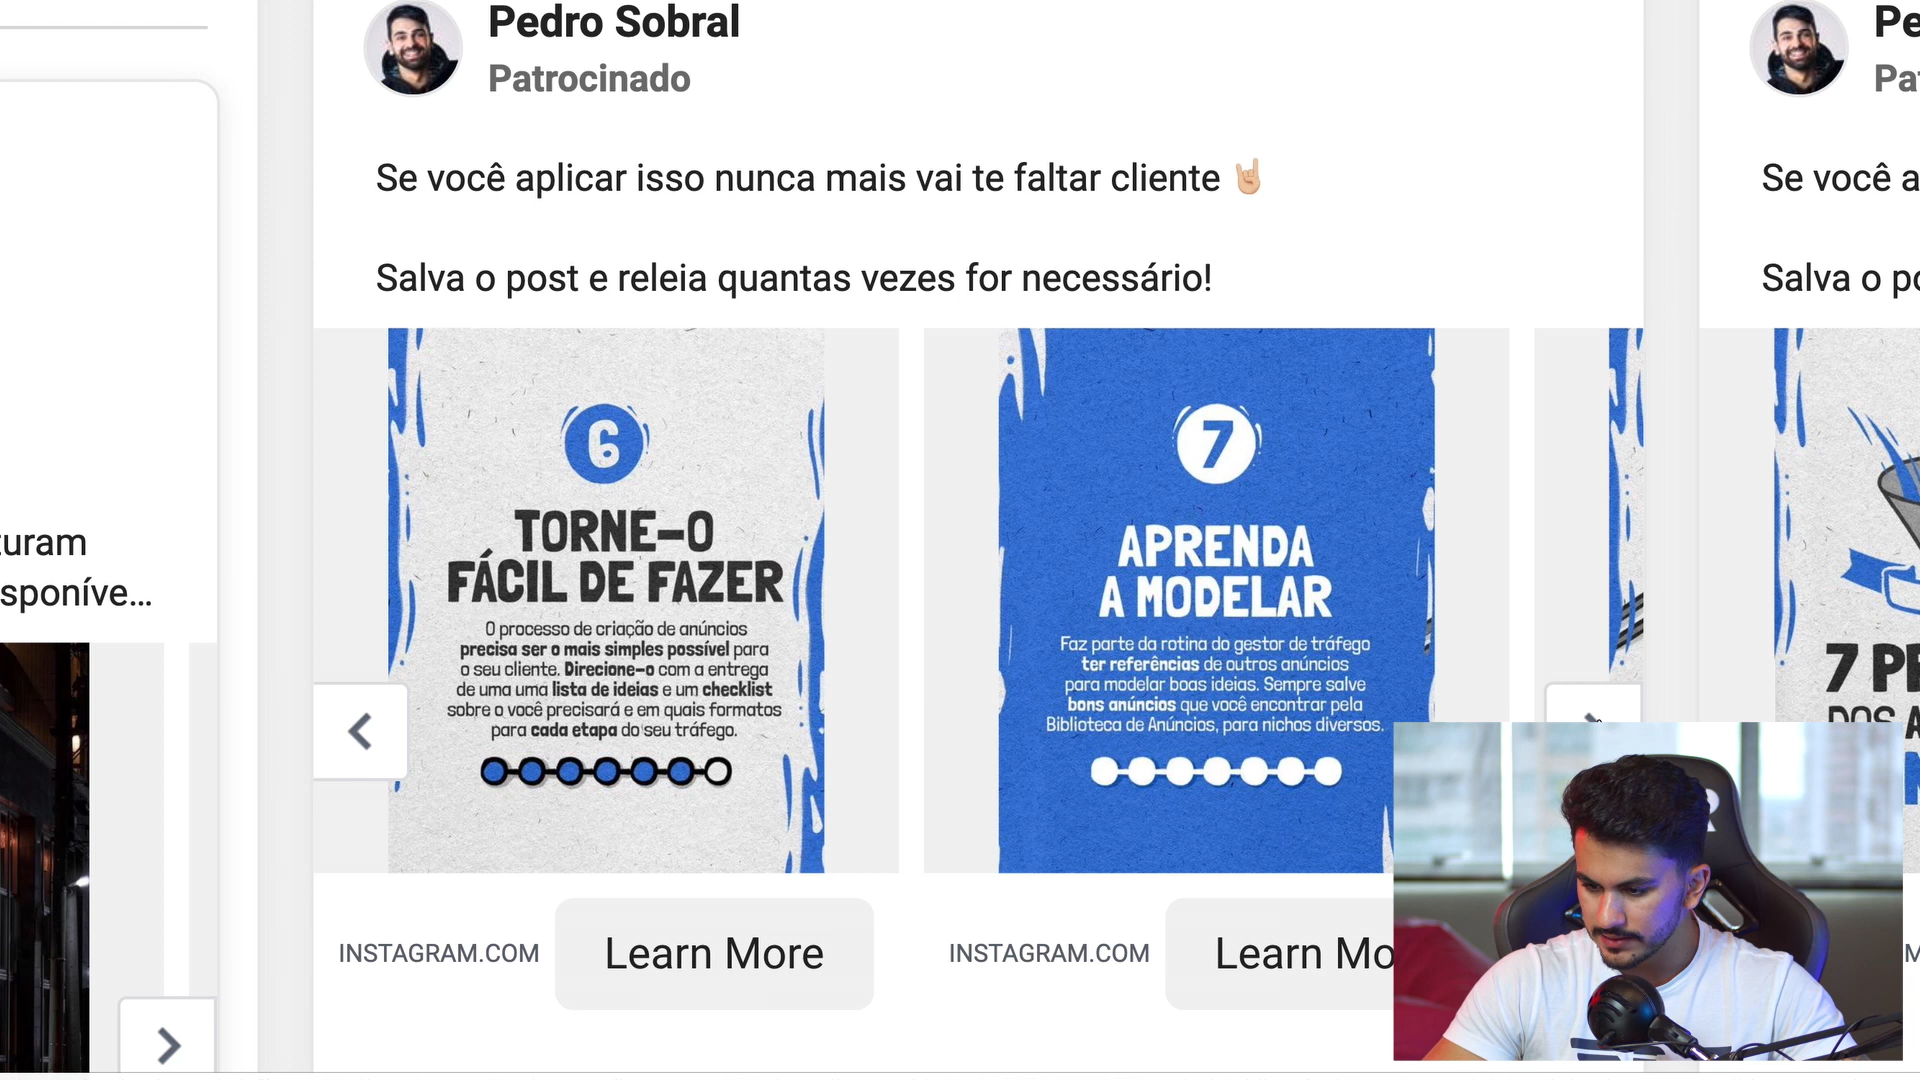 Pedro Sobral
Patrocinado
Se você aplicar isso nunca mais vai te faltar cliente 🤘🏼
Salva o post e releia quantas vezes for necessário!
6
TORNE-O
FÁCIL DE FAZER
O processo de criação de anúncios
precisa ser o mais simples possível para
o seu cliente. Direcione-o com a entrega
de uma uma lista de ideias e um checklist
sobre o você precisará e em quais formatos
para cada etapa do seu tráfego.
INSTAGRAM.COM
Learn More
7
APRENDA
A MODELAR
Faz parte da rotina do gestor de tráfego
ter referências de outros anúncios
para modelar boas ideias. Sempre salve
bons anúncios que você encontrar pela
Biblioteca de Anúncios, para nichos diversos.
INSTAGRAM.COM
Learn Mo
turam
sponíve...
Pe
Pa
Se você a
Salva o po
7 PE
DOS A